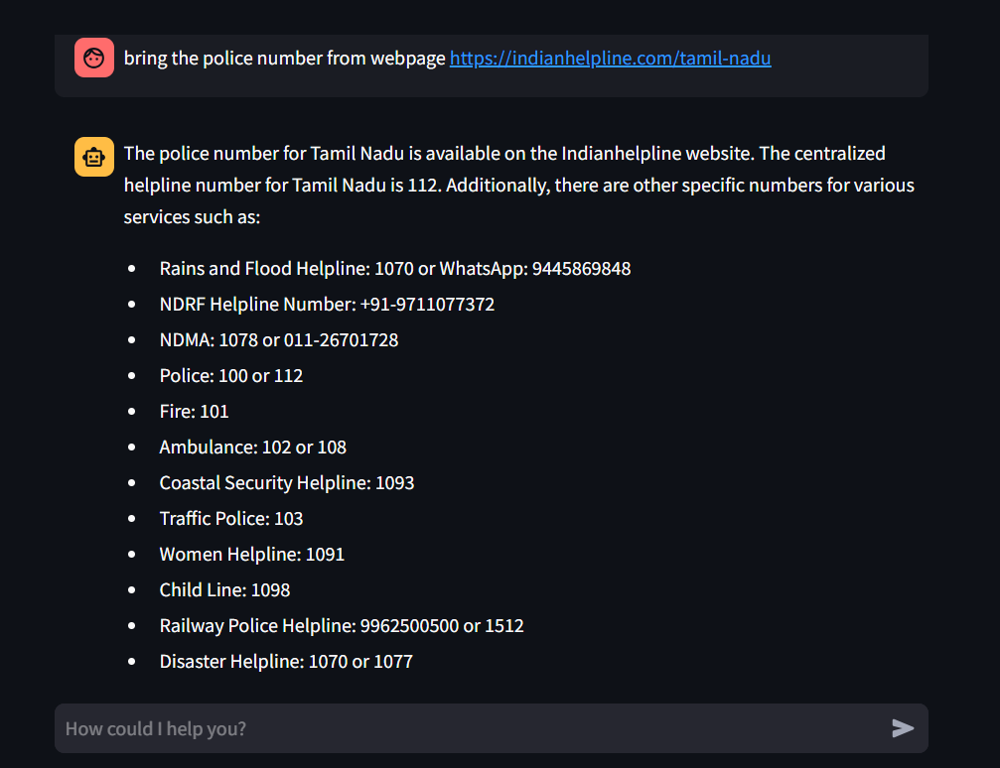 bring the police number from webpage https://indianhelpline.com/tamil-nadu
The police number for Tamil Nadu is available on the Indianhelpline website. The centralized
helpline number for Tamil Nadu is 112. Additionally, there are other specific numbers for various
services such as:
• Rains and Flood Helpline: 1070 or WhatsApp: 9445869848
• NDRF Helpline Number: +91-9711077372
• NDMA: 1078 or 011-26701728
• Police: 100 or 112
• Fire: 101
• Ambulance: 102 or 108
• Coastal Security Helpline: 1093
• Traffic Police: 103
• Women Helpline: 1091
• Child Line: 1098
• Railway Police Helpline: 9962500500 or 1512
• Disaster Helpline: 1070 or 1077
How could I help you?